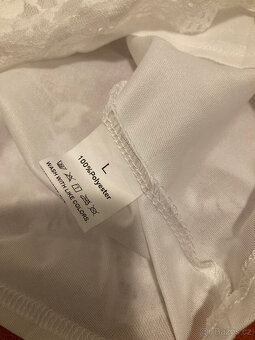 L
100%Polyester
WASH WITH LIKE COLORS